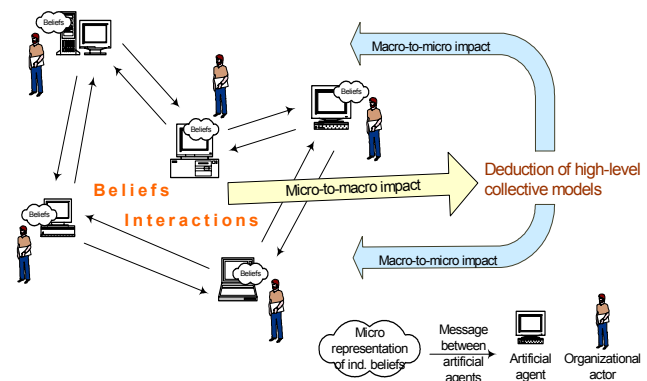 Beliefs
Macro-to-micro impact
Beliefs
Beliefs
Deduction of high-level
collective models
Beliefs
Micro-to-macro impact
Beliefs
Interactions
Macro-to-micro impact
Beliefs
Micro
representation
of ind. beliefs
Message
between
artificial
agents
Artificial
agent
Organizational
actor